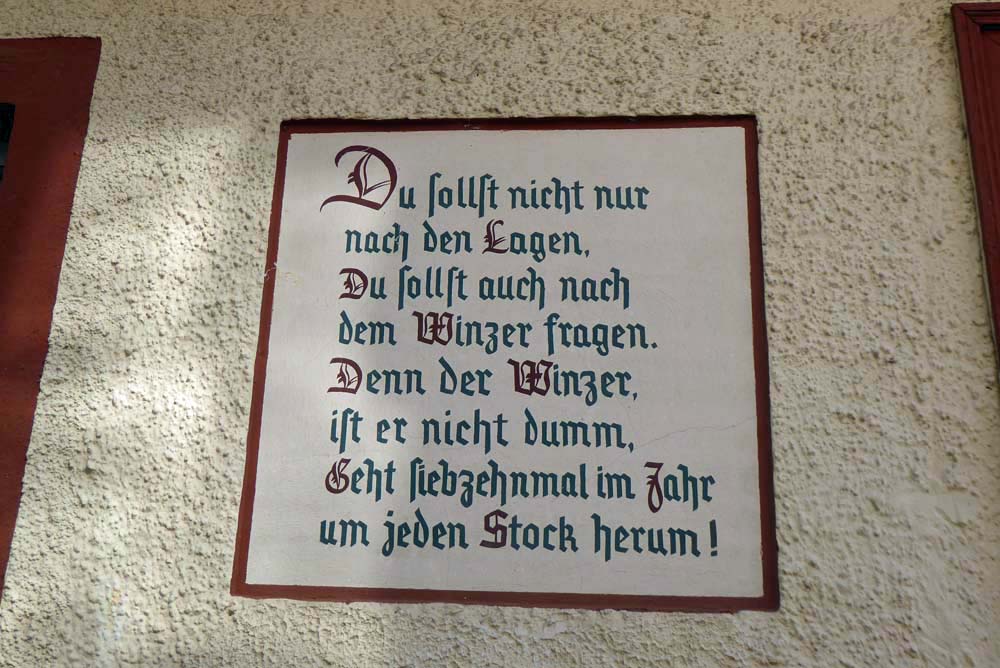 Du sollst nicht nur
nach den Lagen,
Du sollst auch nach
dem Winzer fragen.
Denn der Winzer,
ist er nicht dumm,
Geht siebzehnmal im Jahr
um jeden Stock herum!